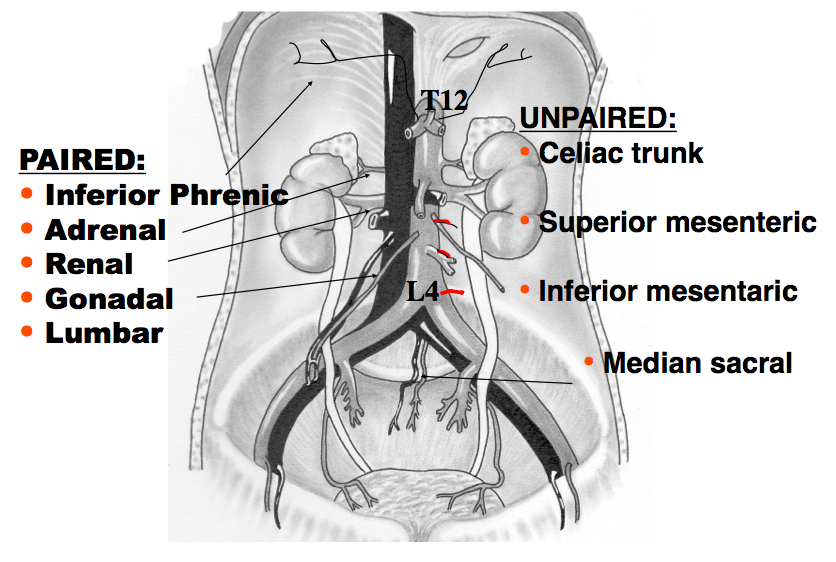 PAIRED:
• Inferior Phrenic
• Adrenal
• Renal
• Gonadal
• Lumbar
T12
L4
UNPAIRED:
• Celiac trunk
• Superior mesenteric
• Inferior mesentaric
• Median sacral